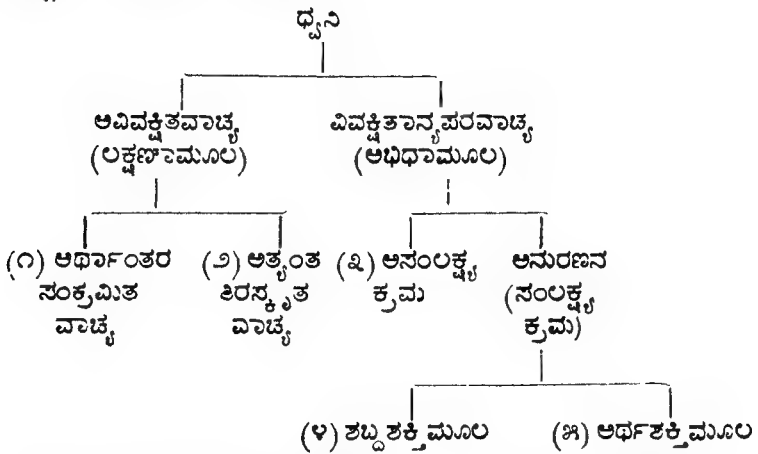 ಧ್ವನಿ
ಅವಿವಕ್ಷಿತವಾಚ್ಯ ವಿವಕ್ಷಿತಾನ್ಯಪರವಾಚ್ಯ
(ಲಕ್ಷಣಾಮೂಲ) (ಅಭಿಧಾಮೂಲ)
(೧) ಅರ್ಥಾಂತರ (೨) ಅತ್ಯಂತ (೩) ಅಸಂಲಕ್ಷ್ಯ ಅನುರಣನ
ಸಂಕ್ರಮಿತ ತಿರಸ್ಕೃತ ಕ್ರಮ (ಸಂಲಕ್ಷ್ಯ
ವಾಚ್ಯ ವಾಚ್ಯ ಕ್ರಮ)
(೪) ಶಬ್ದಶಕ್ತಿಮೂಲ (೫) ಅರ್ಥಶಕ್ತಿಮೂಲ